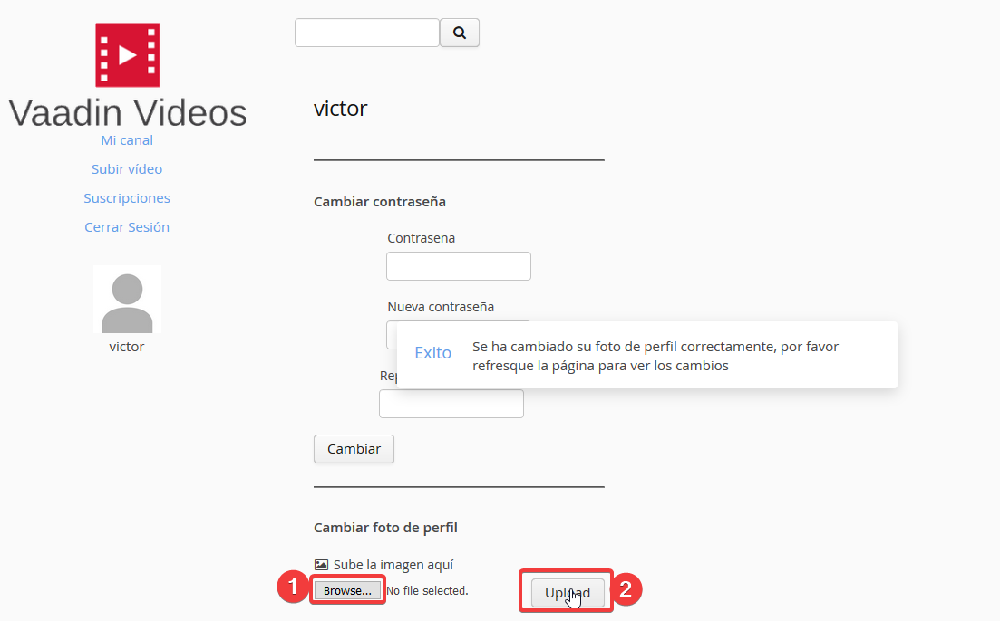 Vaadin Videos
Mi canal
Subir vídeo
Suscripciones
Cerrar Sesión
victor
victor
Cambiar contraseña
Contraseña
Nueva contraseña
Exito
Se ha cambiado su foto de perfil correctamente, por favor
refresque la página para ver los cambios
Cambiar
Cambiar foto de perfil
Sube la imagen aquí
1 Browse... No file selected. Upload 2